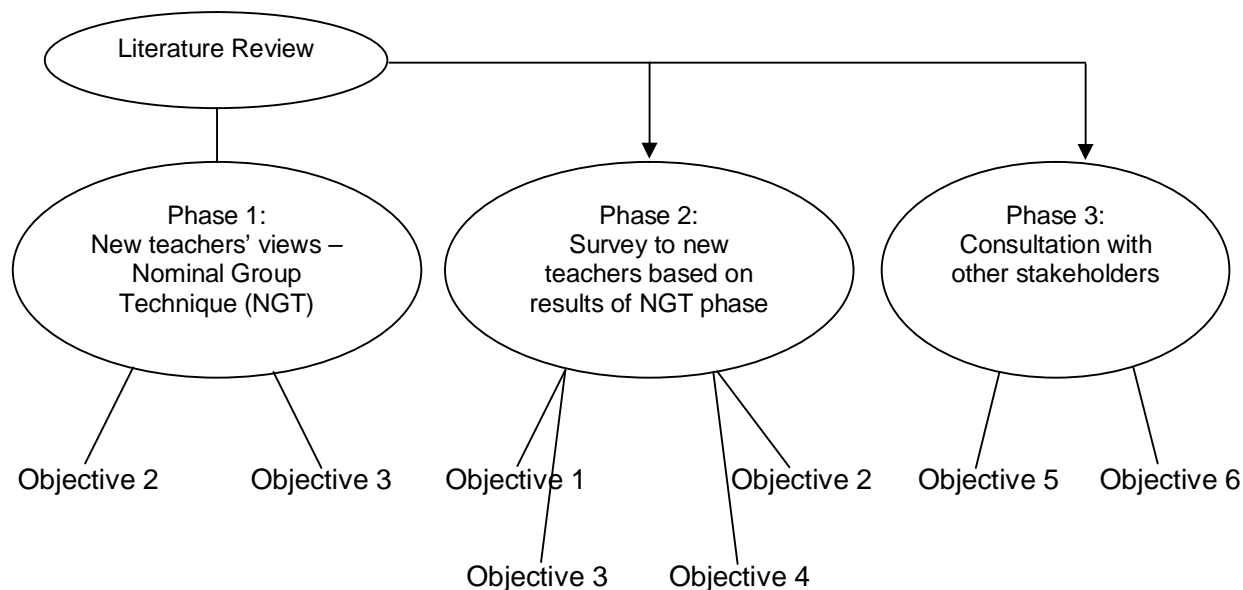 Literature Review
Phase 1:
New teachers’ views –
Nominal Group
Technique (NGT)
Phase 2:
Survey to new
teachers based on
results of NGT phase
Phase 3:
Consultation with
other stakeholders
Objective 2
Objective 3
Objective 1
Objective 2
Objective 5
Objective 6
Objective 3
Objective 4